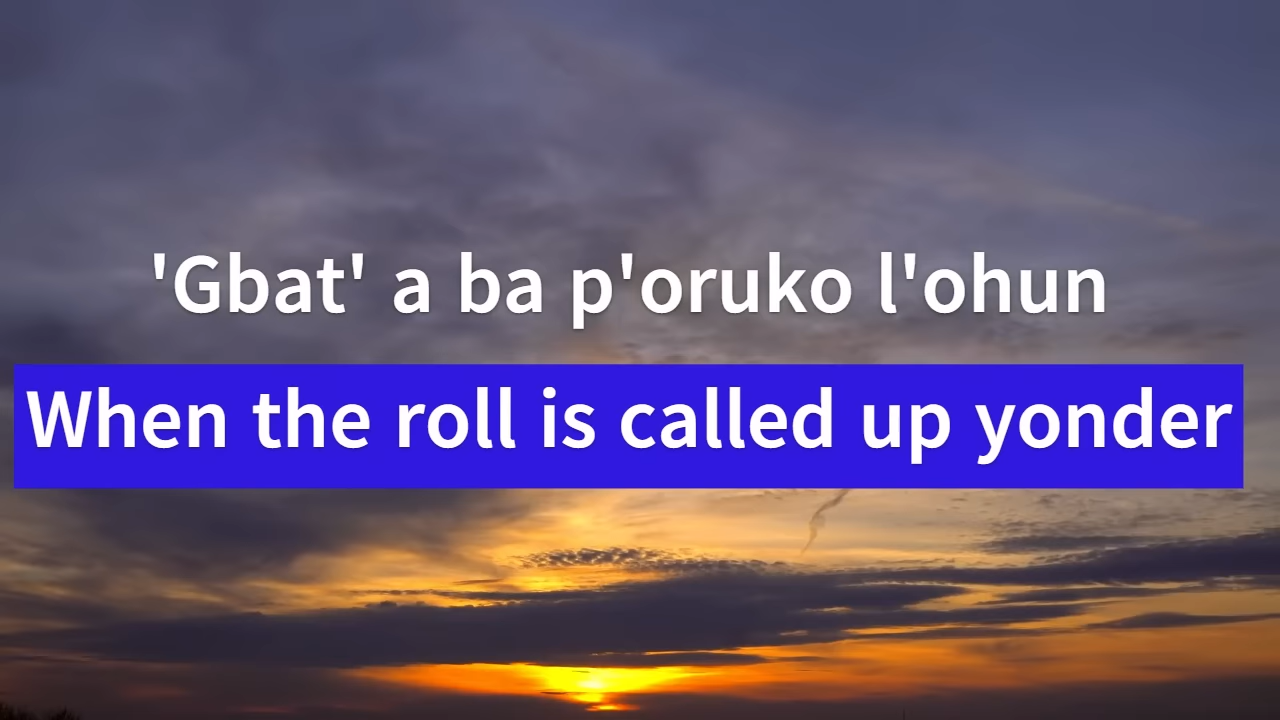 'Gbat' a ba p'oruko l'ohun
When the roll is called up yonder